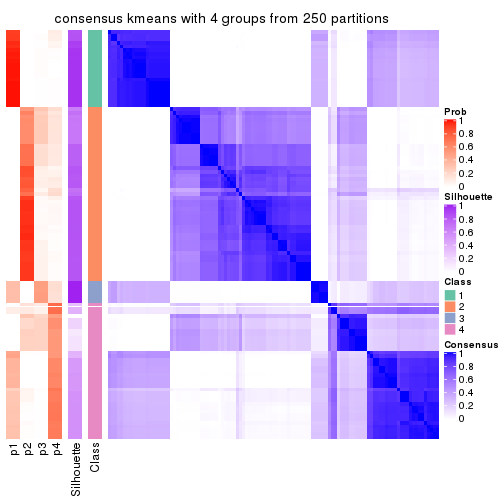 consensus kmeans with 4 groups from 250 partitions
Prob
1
0.8
0.6
0.4
0.2
0
Silhouette
1
0.8
0.6
0.4
0.2
0
Class
1
2
3
4
Consensus
1
0.8
0.6
0.4
0.2
0
p1
p2
p3
p4
Silhouette
Class